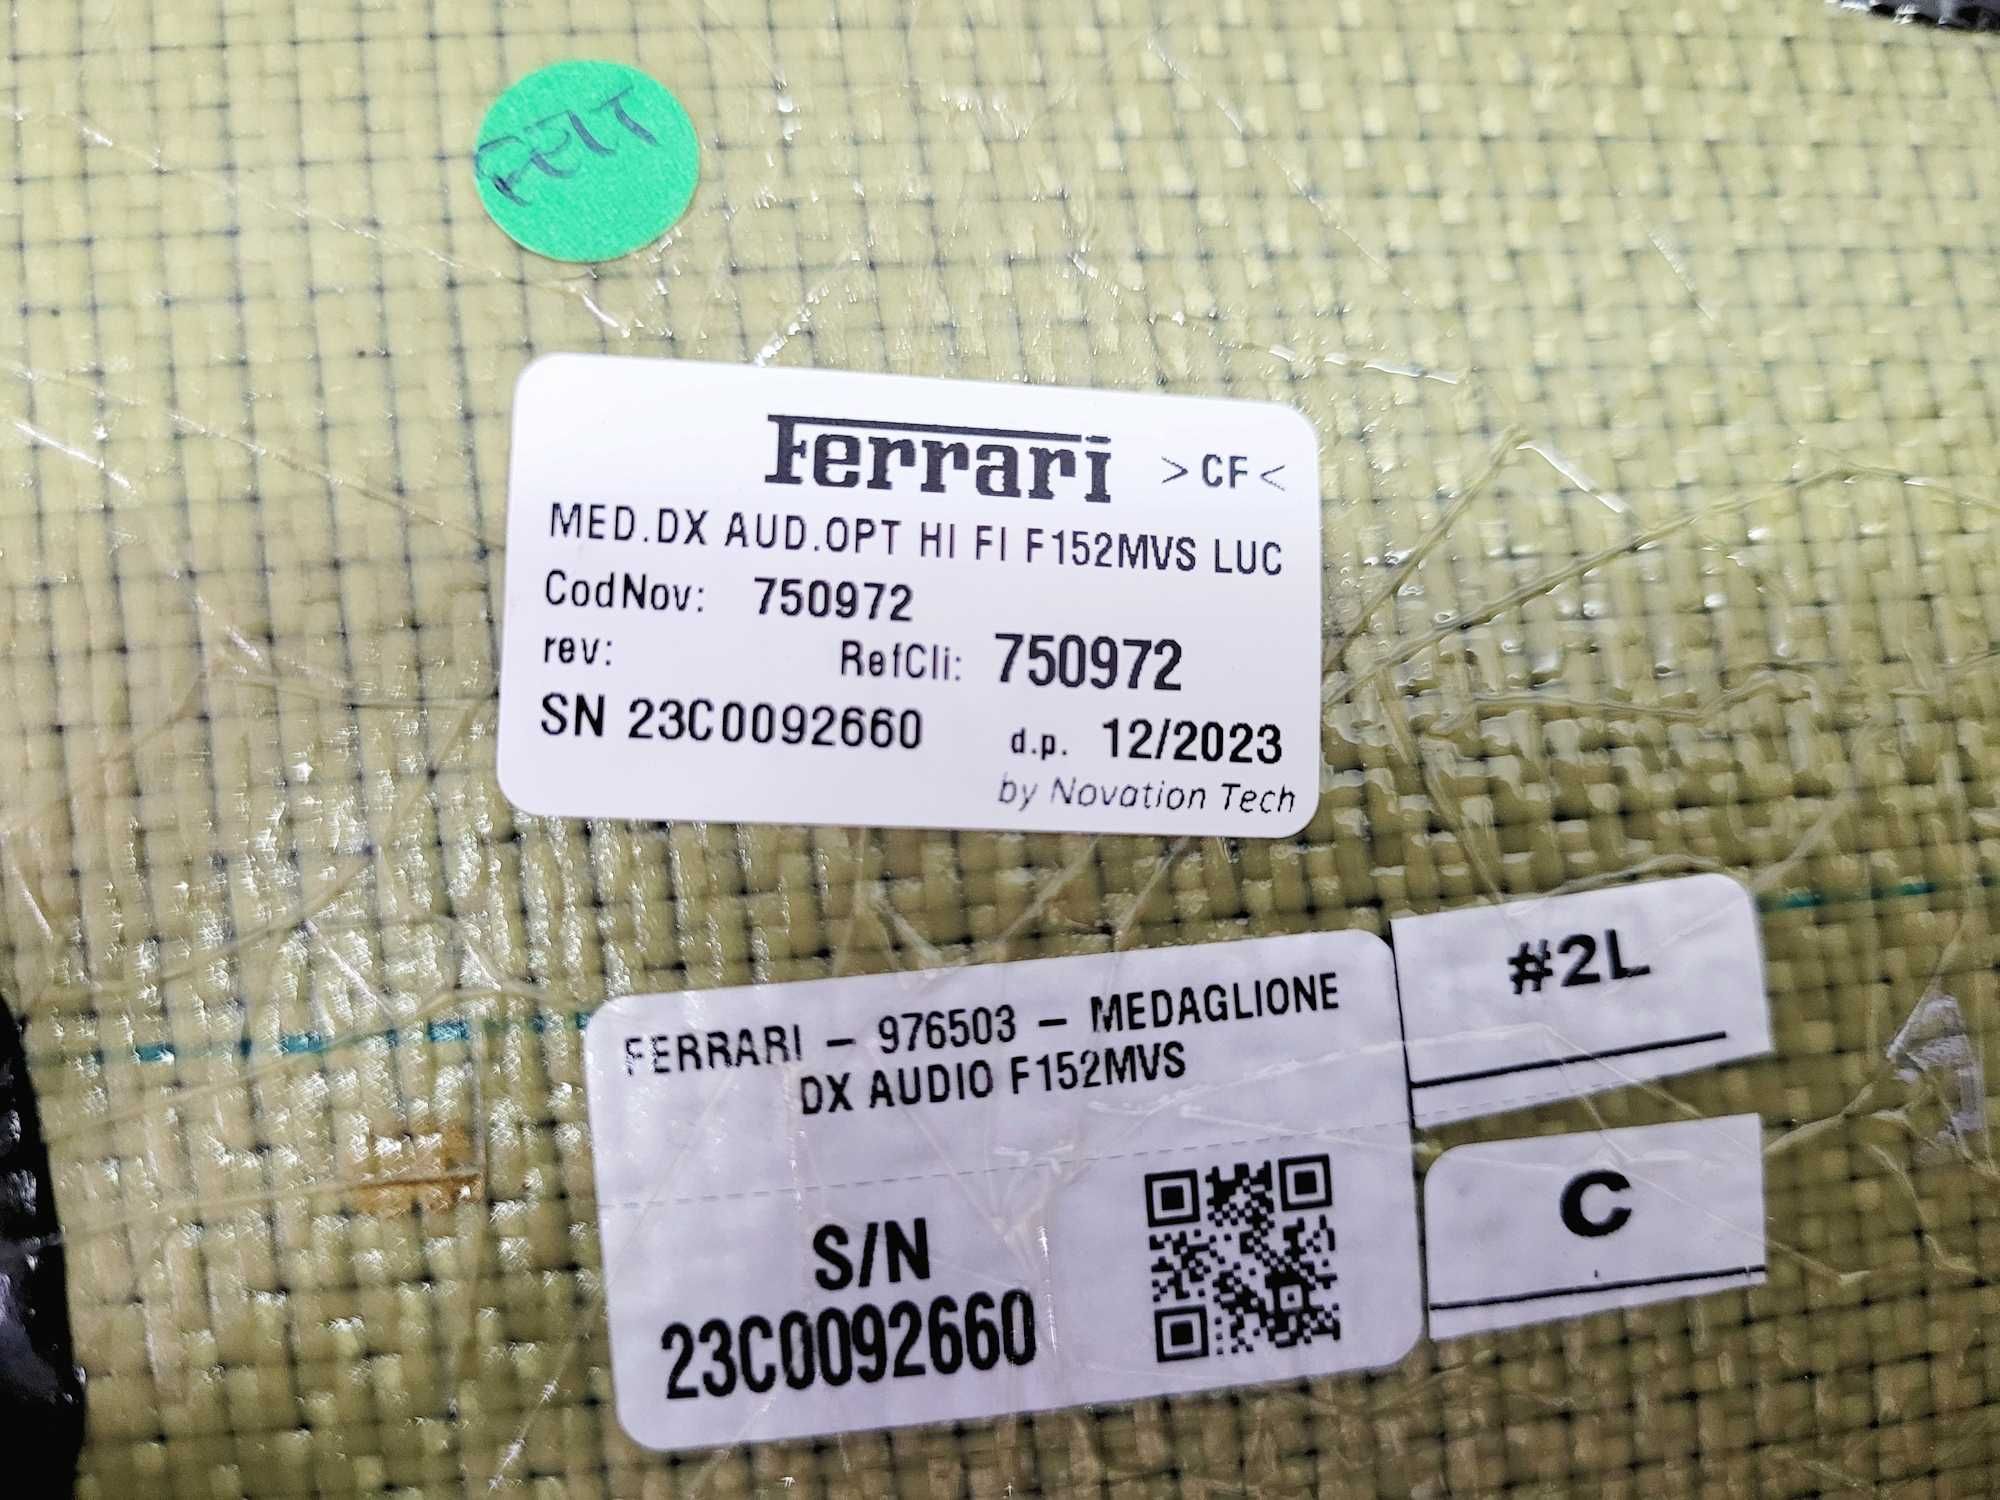 Ferrari >CF<
MED.DX AUD.OPT HI FI F152MVS LUC
CodNov: 750972
rev: RefCli: 750972
SN 23C0092660 d.p. 12/2023
by Novation Tech
FERRARI - 976503 - MEDAGLIONE
DX AUDIO F152MVS
S/N
23C0092660
#2L
C